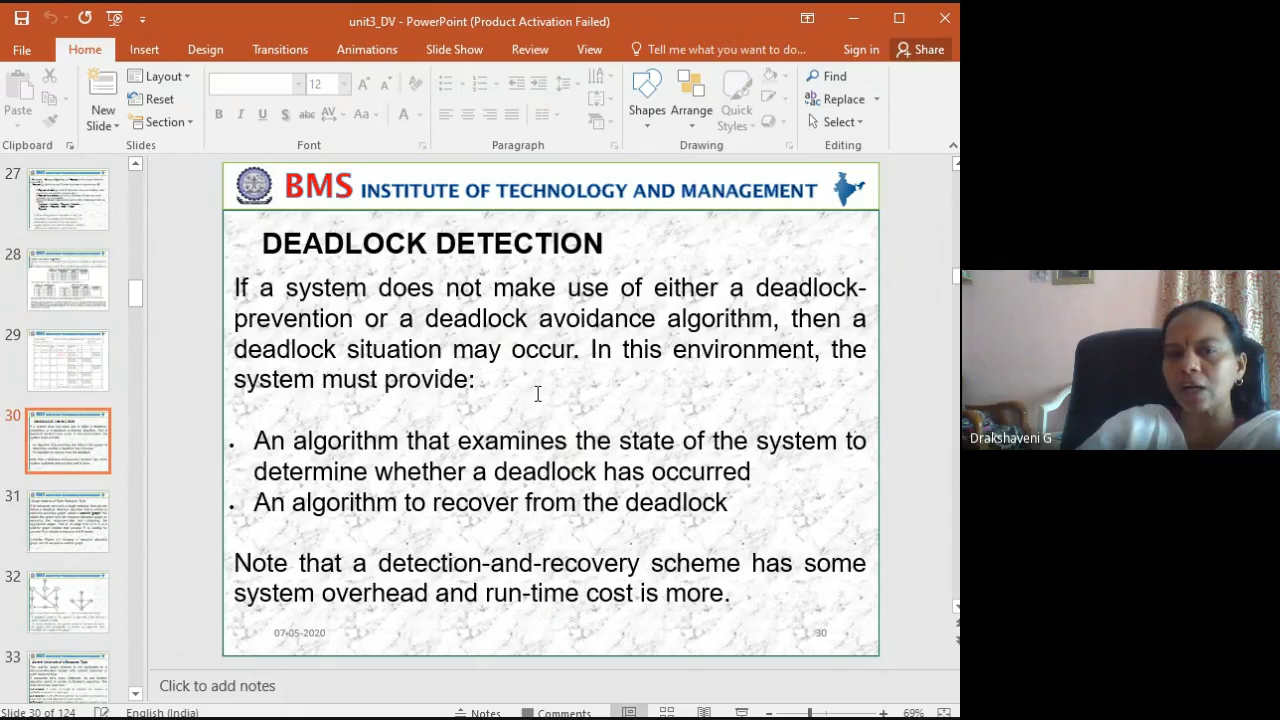 unit3_DV - PowerPoint (Product Activation Failed)
File Home Insert Design Transitions Animations Slide Show Review View Tell me what you want to do... Sign in Share
Paste
New
Slide
Layout
Reset
Section
12
B I U S abc AV Aa A
Shapes Arrange Quick
Styles
Find
Replace
Select
Clipboard Slides Font Paragraph Drawing Editing
27
28
29
30
31
32
33
BMS INSTITUTE OF TECHNOLOGY AND MANAGEMENT
DEADLOCK DETECTION
If a system does not make use of either a deadlock-
prevention or a deadlock avoidance algorithm, then a
deadlock situation may occur. In this environment, the
system must provide:
An algorithm that examines the state of the system to
determine whether a deadlock has occurred
An algorithm to recover from the deadlock
Note that a detection-and-recovery scheme has some
system overhead and run-time cost is more.
07-05-2020 30
Click to add notes
Slide 30 of 124 English (India) Notes Comments 69%
Drakshaveni G